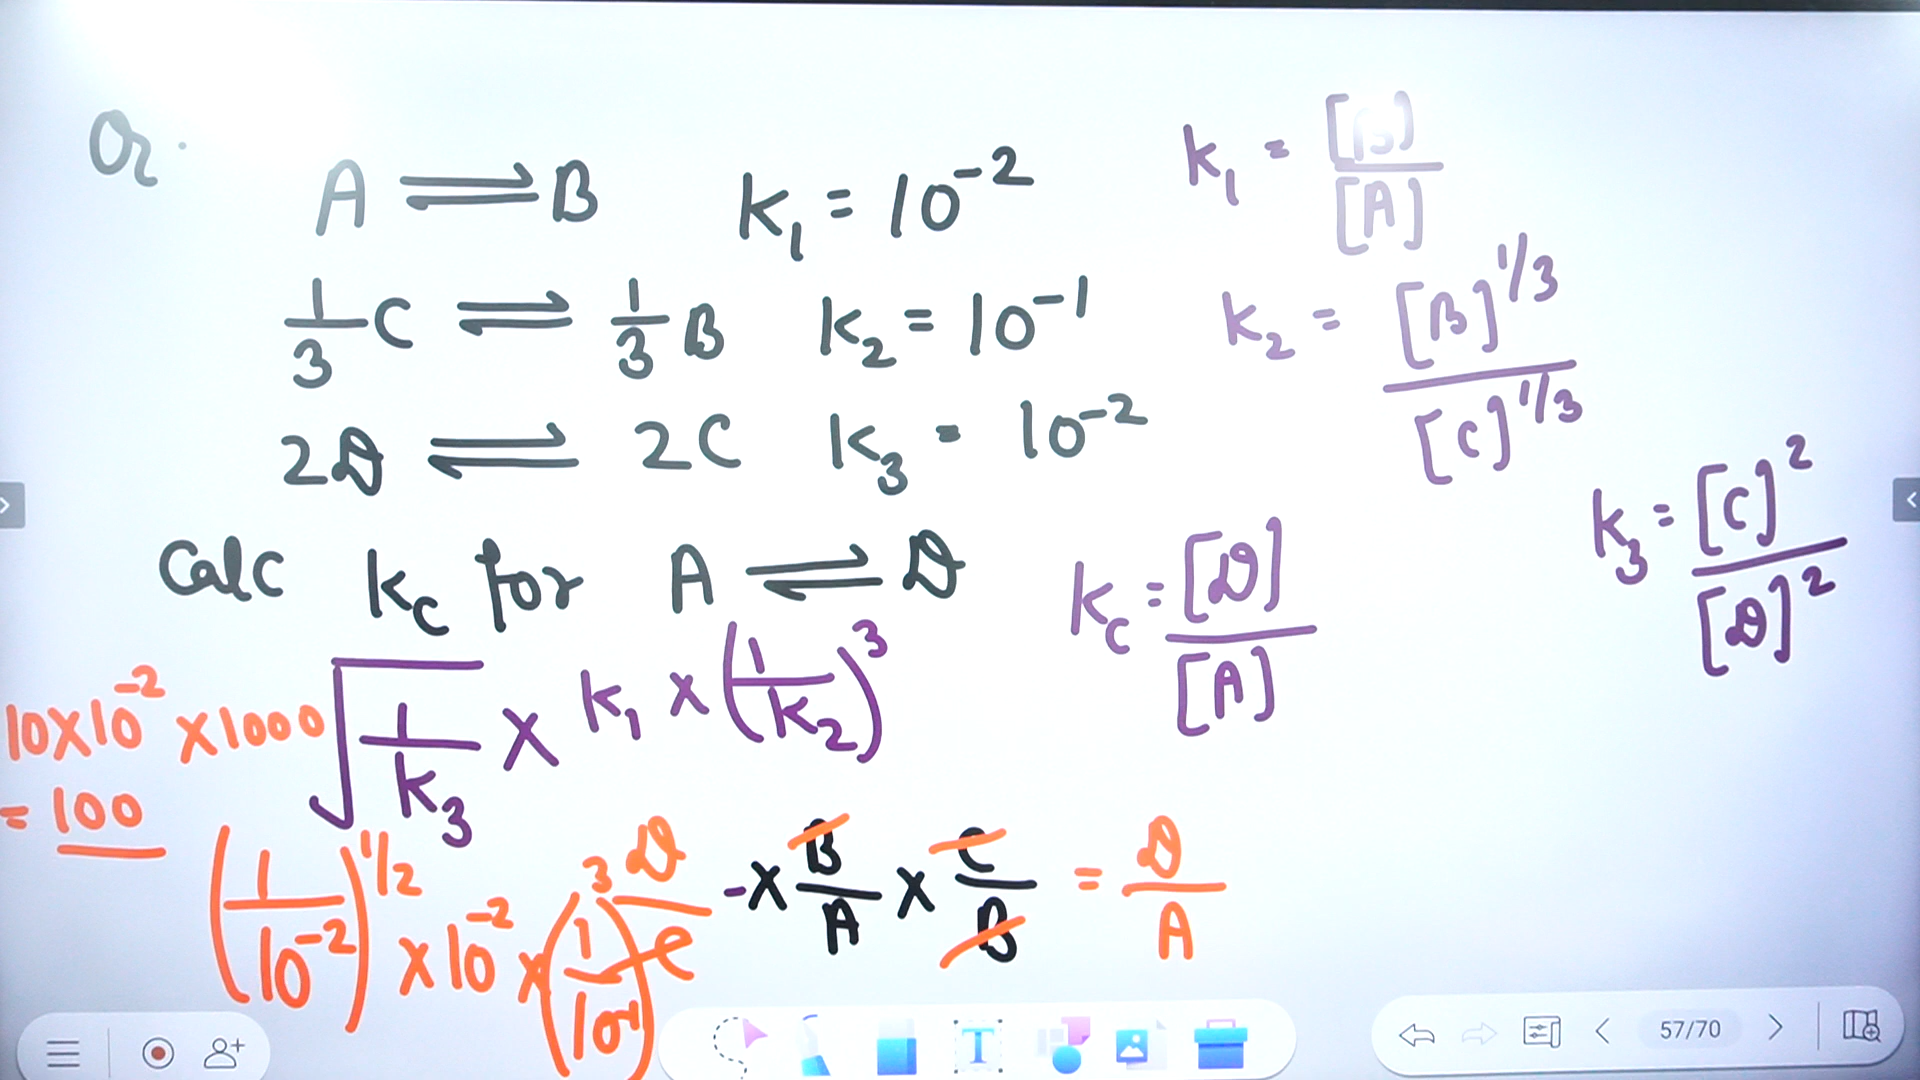 Q.
A ⇌ B K₁ = 10⁻²
K₁ = [B]/[A]
1/3 C ⇌ 1/3 B K₂ = 10⁻¹
K₂ = [B]^1/3 / [C]^1/3
2D ⇌ 2C K₃ = 10⁻²
K₃ = [C]² / [D]²
Calc Kc for A ⇌ D
Kc = [D]/[A]
√(1/K₃) × K₁ × (1/K₂)³
10×10⁻² ×1000
= 100
D/C × B/A × C/B = D/A
(1/10⁻²)^1/2 × 10⁻² × (1/10⁻¹)³
T
57/70